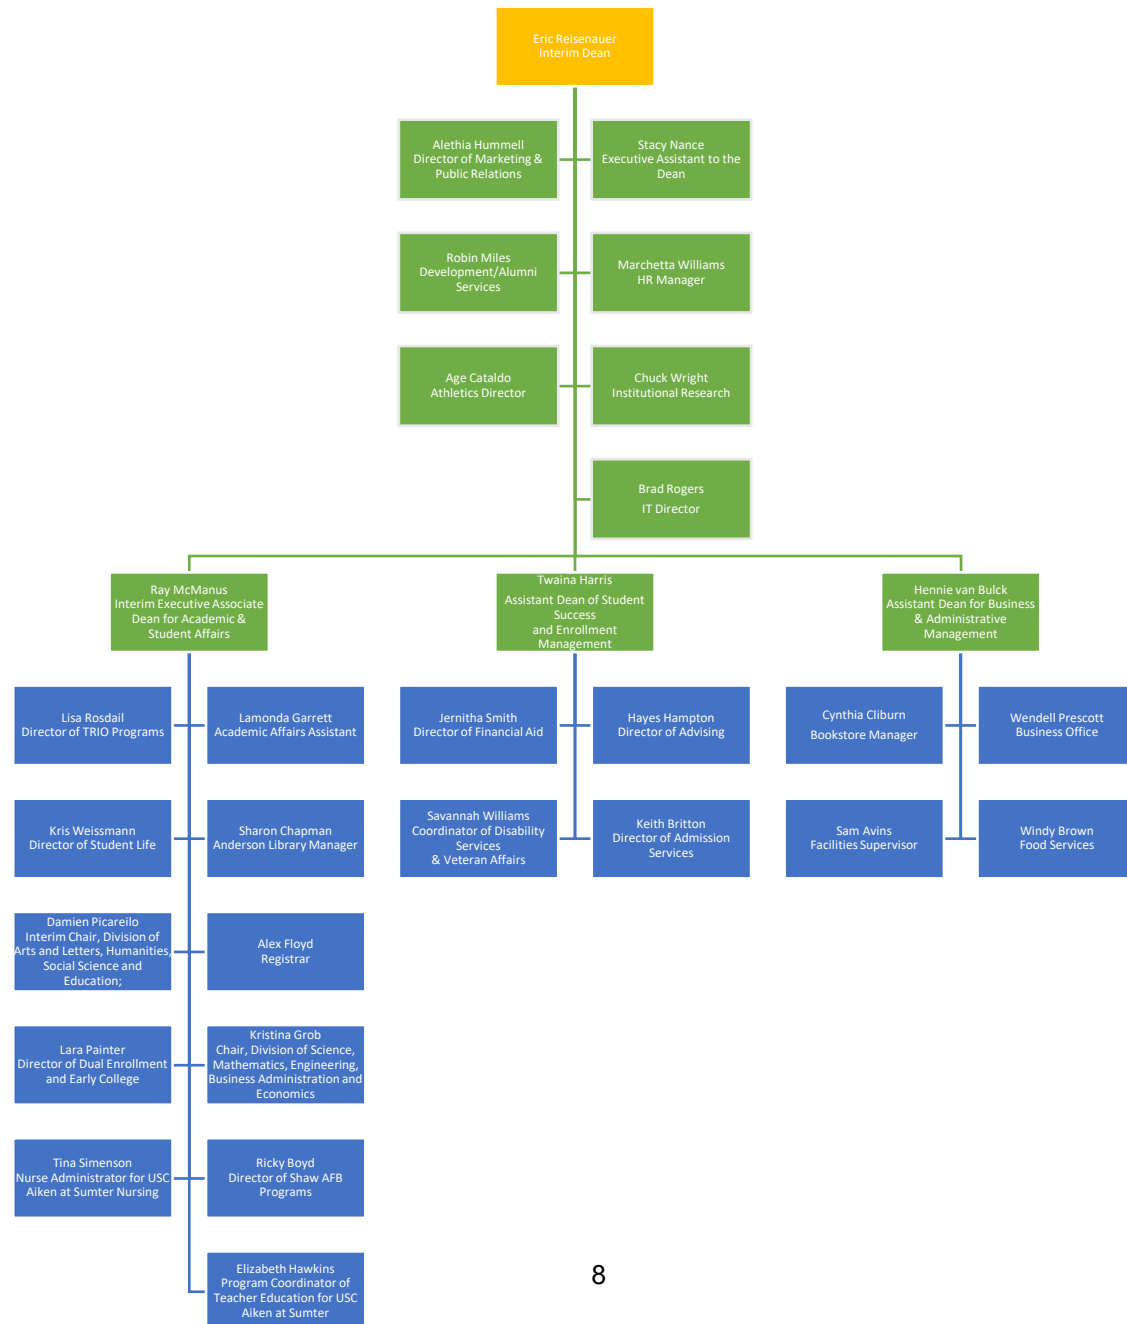 Eric Reisenauer
Interim Dean
Alethia Hummell
Director of Marketing &
Public Relations
Stacy Nance
Executive Assistant to the
Dean
Robin Miles
Development/Alumni
Services
Marchetta Williams
HR Manager
Age Cataldo
Athletics Director
Chuck Wright
Institutional Research
Brad Rogers
IT Director
Ray McManus
Interim Executive Associate
Dean for Academic &
Student Affairs
Twaina Harris
Assistant Dean of Student
Success
and Enrollment
Management
Hennie van Bulck
Assistant Dean for Business
& Administrative
Management
Lisa Rosdail
Director of TRIO Programs
Lamonda Garrett
Academic Affairs Assistant
Jernitha Smith
Director of Financial Aid
Hayes Hampton
Director of Advising
Cynthia Cliburn
Bookstore Manager
Wendell Prescott
Business Office
Kris Weissmann
Director of Student Life
Sharon Chapman
Anderson Library Manager
Savannah Williams
Coordinator of Disability
Services
& Veteran Affairs
Keith Britton
Director of Admission
Services
Sam Avins
Facilities Supervisor
Windy Brown
Food Services
Damien Picareilo
Interim Chair, Division of
Arts and Letters, Humanities,
Social Science and
Education;
Alex Floyd
Registrar
Lara Painter
Director of Dual Enrollment
and Early College
Kristina Grob
Chair, Division of Science,
Mathematics, Engineering,
Business Administration and
Economics
Tina Simenson
Nurse Administrator for USC
Aiken at Sumter Nursing
Ricky Boyd
Director of Shaw AFB
Programs
Elizabeth Hawkins
Program Coordinator of
Teacher Education for USC
Aiken at Sumter
8